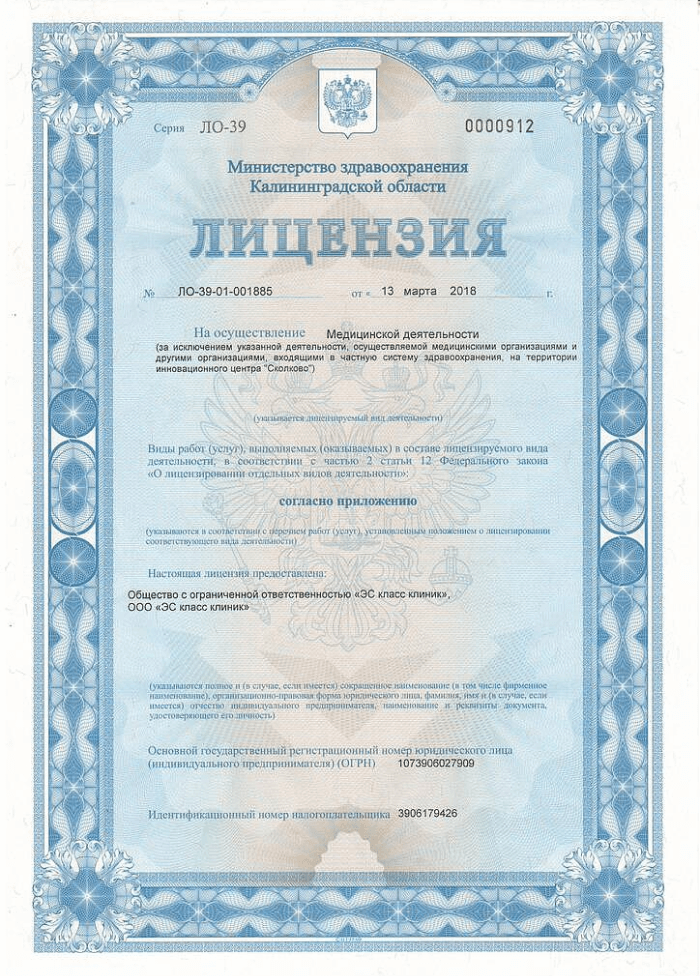 Серия ЛО-39 0000912
Министерство здравоохранения
Калининградской области
ЛИЦЕНЗИЯ
№ ЛО-39-01-001885 от « 13 марта 2018 г.
На осуществление Медицинской деятельности
(за исключением указанной деятельности, осуществляемой медицинскими организациями и
другими организациями, входящими в частную систему здравоохранения, на территории
инновационного центра "Сколково")
(указывается лицензируемый вид деятельности)
Виды работ (услуг), выполняемых (оказываемых) в составе лицензируемого вида
деятельности, в соответствии с частью 2 статьи 12 Федерального закона
«О лицензировании отдельных видов деятельности»:
согласно приложению
(указываются в соответствии с перечнем работ (услуг), установленным положением о лицензировании
соответствующего вида деятельности)
Настоящая лицензия предоставлена:
Общество с ограниченной ответственностью «ЭС класс клиник»,
ООО «ЭС класс клиник»
(указываются полное и (в случае, если имеется) сокращенное наименование (в том числе фирменное
наименование), организационно-правовая форма юридического лица, фамилия, имя и (в случае, если
имеется) отчество индивидуального предпринимателя, наименование и реквизиты документа,
удостоверяющего его личность)
Основной государственный регистрационный номер юридического лица
(индивидуального предпринимателя) (ОГРН) 1073906027909
Идентификационный номер налогоплательщика 3906179426